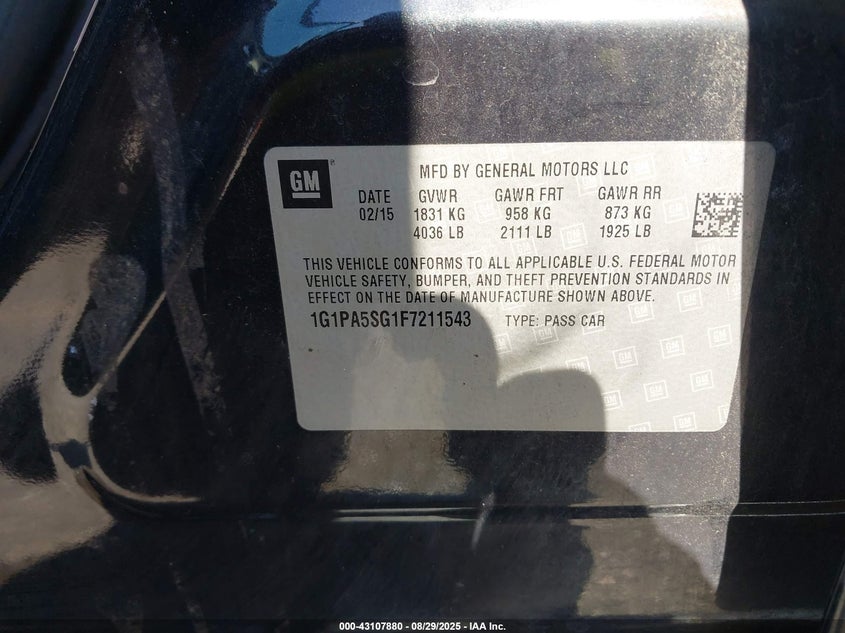 GM
MFD BY GENERAL MOTORS LLC
DATE GVWR GAWR FRT GAWR RR
02/15 1831 KG 958 KG 873 KG
4036 LB 2111 LB 1925 LB
THIS VEHICLE CONFORMS TO ALL APPLICABLE U.S. FEDERAL MOTOR
VEHICLE SAFETY, BUMPER, AND THEFT PREVENTION STANDARDS IN
EFFECT ON THE DATE OF MANUFACTURE SHOWN ABOVE.
1G1PA5SG1F7211543 TYPE: PASS CAR
000-43107880 - 08/29/2025 - IAA Inc.